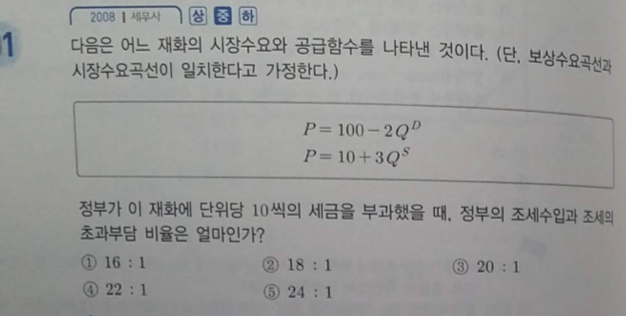 2008 | 세무사 상 중 하
1
다음은 어느 재화의 시장수요와 공급함수를 나타낸 것이다. (단, 보상수요곡선과
시장수요곡선이 일치한다고 가정한다.)
P = 100 − 2Q^D
P = 10 + 3Q^S
정부가 이 재화에 단위당 10씩의 세금을 부과했을 때, 정부의 조세수입과 조세의
초과부담 비율은 얼마인가?
① 16 : 1 ② 18 : 1 ③ 20 : 1
④ 22 : 1 ⑤ 24 : 1